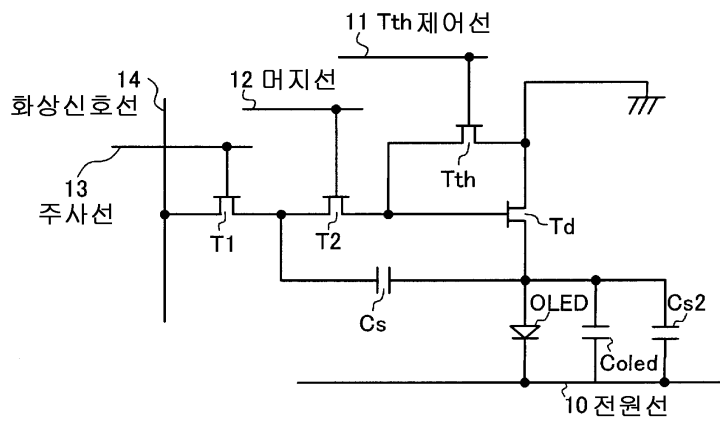 11 Tth 제어선
14
12 머지선
화상신호선
13
주사선
Tth
T1
T2
Td
Cs
OLED
Cs2
Coled
10 전원선